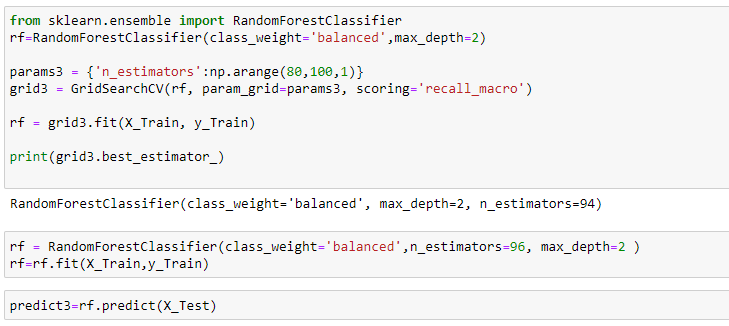 from sklearn.ensemble import RandomForestClassifier
rf=RandomForestClassifier(class_weight='balanced',max_depth=2)
params3 = {'n_estimators':np.arange(80,100,1)}
grid3 = GridSearchCV(rf, param_grid=params3, scoring='recall_macro')
rf = grid3.fit(X_Train, y_Train)
print(grid3.best_estimator_)
RandomForestClassifier(class_weight='balanced', max_depth=2, n_estimators=94)
rf = RandomForestClassifier(class_weight='balanced',n_estimators=96, max_depth=2 )
rf=rf.fit(X_Train,y_Train)
predict3=rf.predict(X_Test)